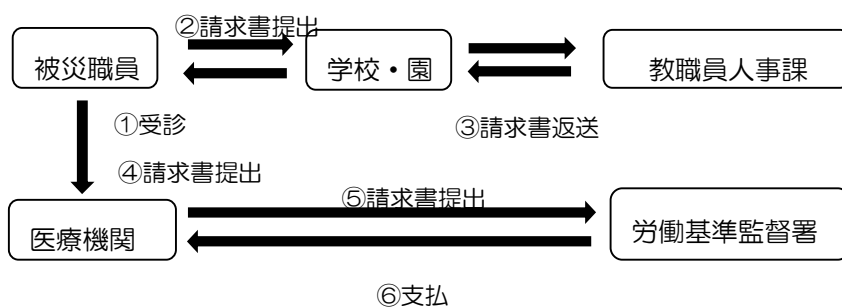 ②請求書提出
被災職員
学校・園
教職員人事課
①受診
③請求書返送
④請求書提出
⑤請求書提出
医療機関
労働基準監督署
⑥支払